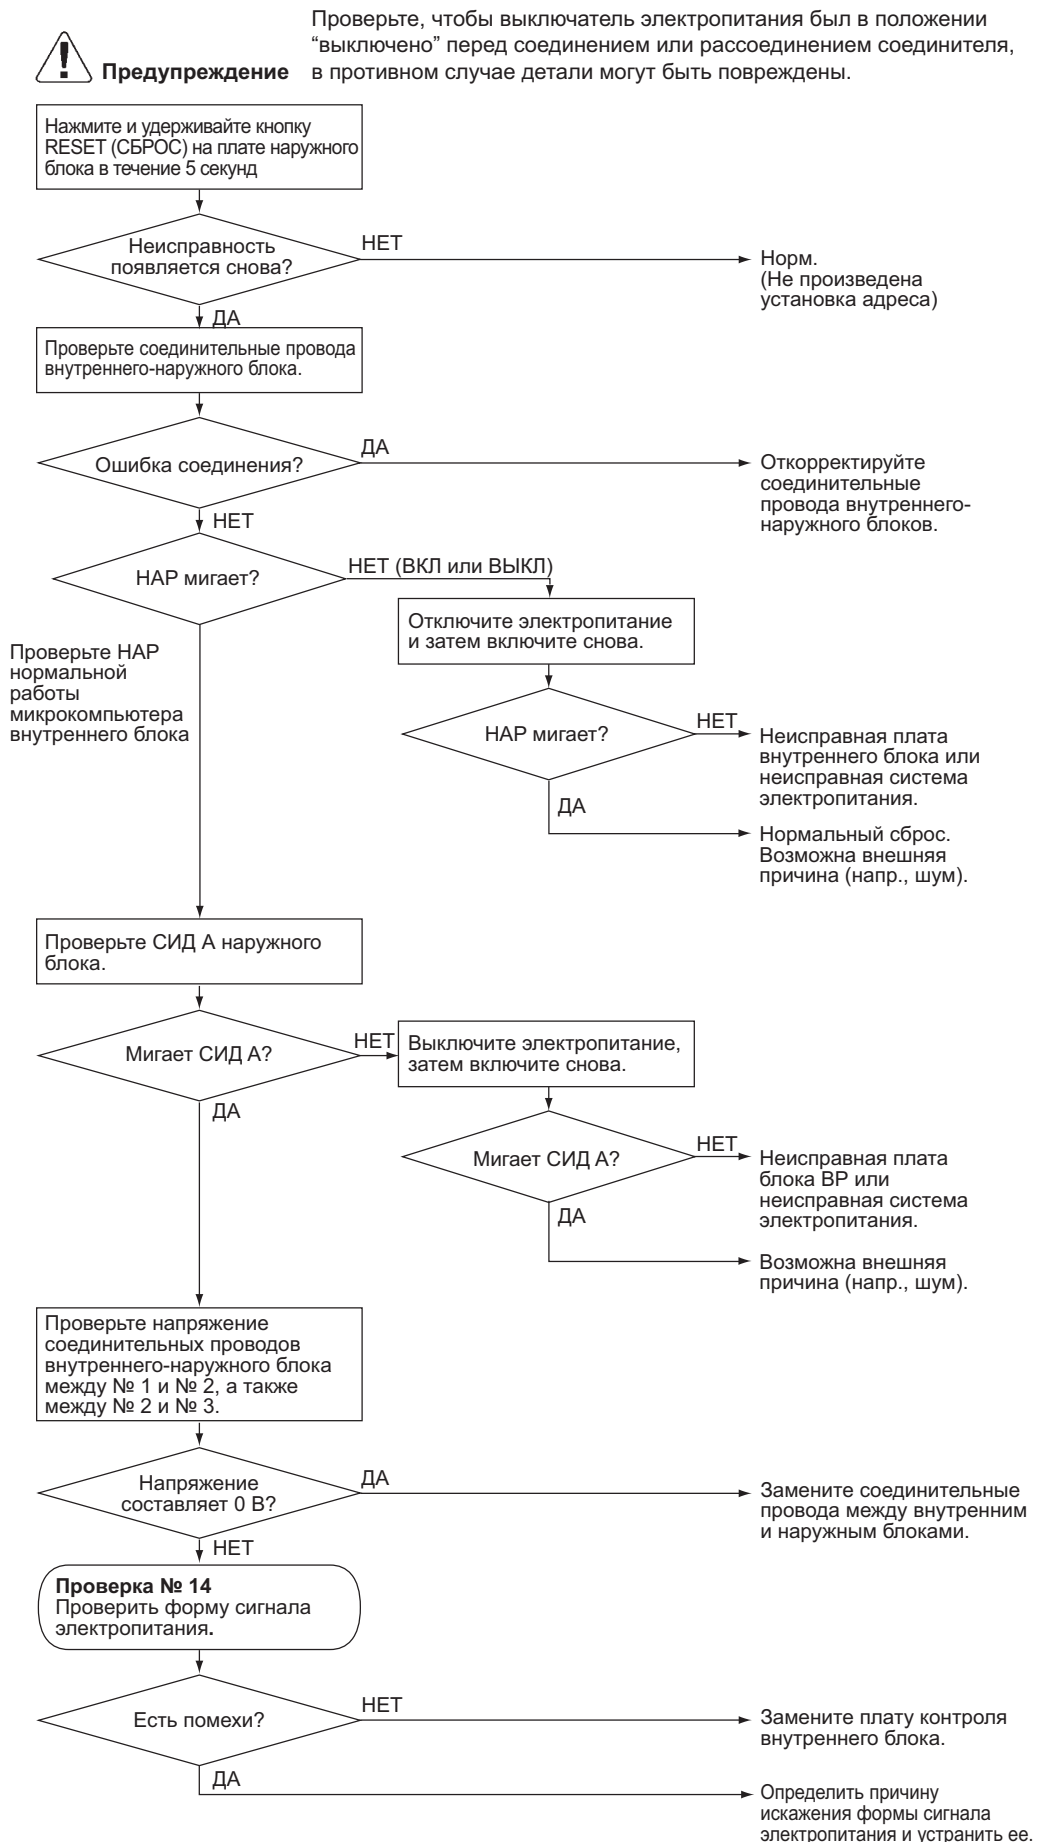 Проверьте, чтобы выключатель электропитания был в положении
“выключено” перед соединением или рассоединением соединителя,
Предупреждение
в противном случае детали могут быть повреждены.
Нажмите и удерживайте кнопку
RESET (СБРОС) на плате наружного
блока в течение 5 секунд
Неисправность
появляется снова?
НЕТ
Норм.
(Не произведена
установка адреса)
ДА
Проверьте соединительные провода
внутреннего-наружного блока.
Ошибка соединения?
ДА
Откорректируйте
соединительные
провода внутреннего-
наружного блоков.
НЕТ
НАР мигает?
НЕТ (ВКЛ или ВЫКЛ)
Отключите электропитание
и затем включите снова.
Проверьте НАР
нормальной
работы
микрокомпьютера
внутреннего блока
НАР мигает?
НЕТ
Неисправная плата
внутреннего блока или
неисправная система
электропитания.
ДА
Нормальный сброс.
Возможна внешняя
причина (напр., шум).
Проверьте СИД А наружного
блока.
Мигает СИД А?
НЕТ
Выключите электропитание,
затем включите снова.
ДА
Мигает СИД А?
НЕТ
Неисправная плата
блока ВР или
неисправная система
электропитания.
ДА
Возможна внешняя
причина (напр., шум).
Проверьте напряжение
соединительных проводов
внутреннего-наружного блока
между № 1 и № 2, а также
между № 2 и № 3.
Напряжение
составляет 0 В?
ДА
Замените соединительные
провода между внутренним
и наружным блоками.
НЕТ
Проверка № 14
Проверить форму сигнала
электропитания.
Есть помехи?
НЕТ
Замените плату контроля
внутреннего блока.
ДА
Определить причину
искажения формы сигнала
электропитания и устранить ее.